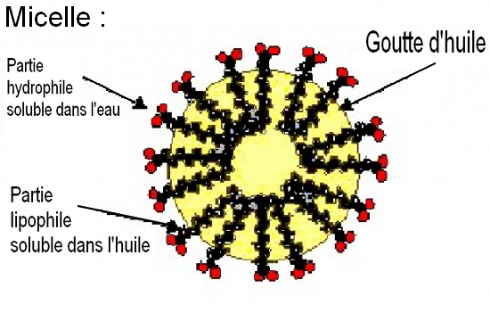 Micelle :
Goutte d'huile
Partie
hydrophile
soluble dans l'eau
Partie
lipophile
soluble dans l'huile